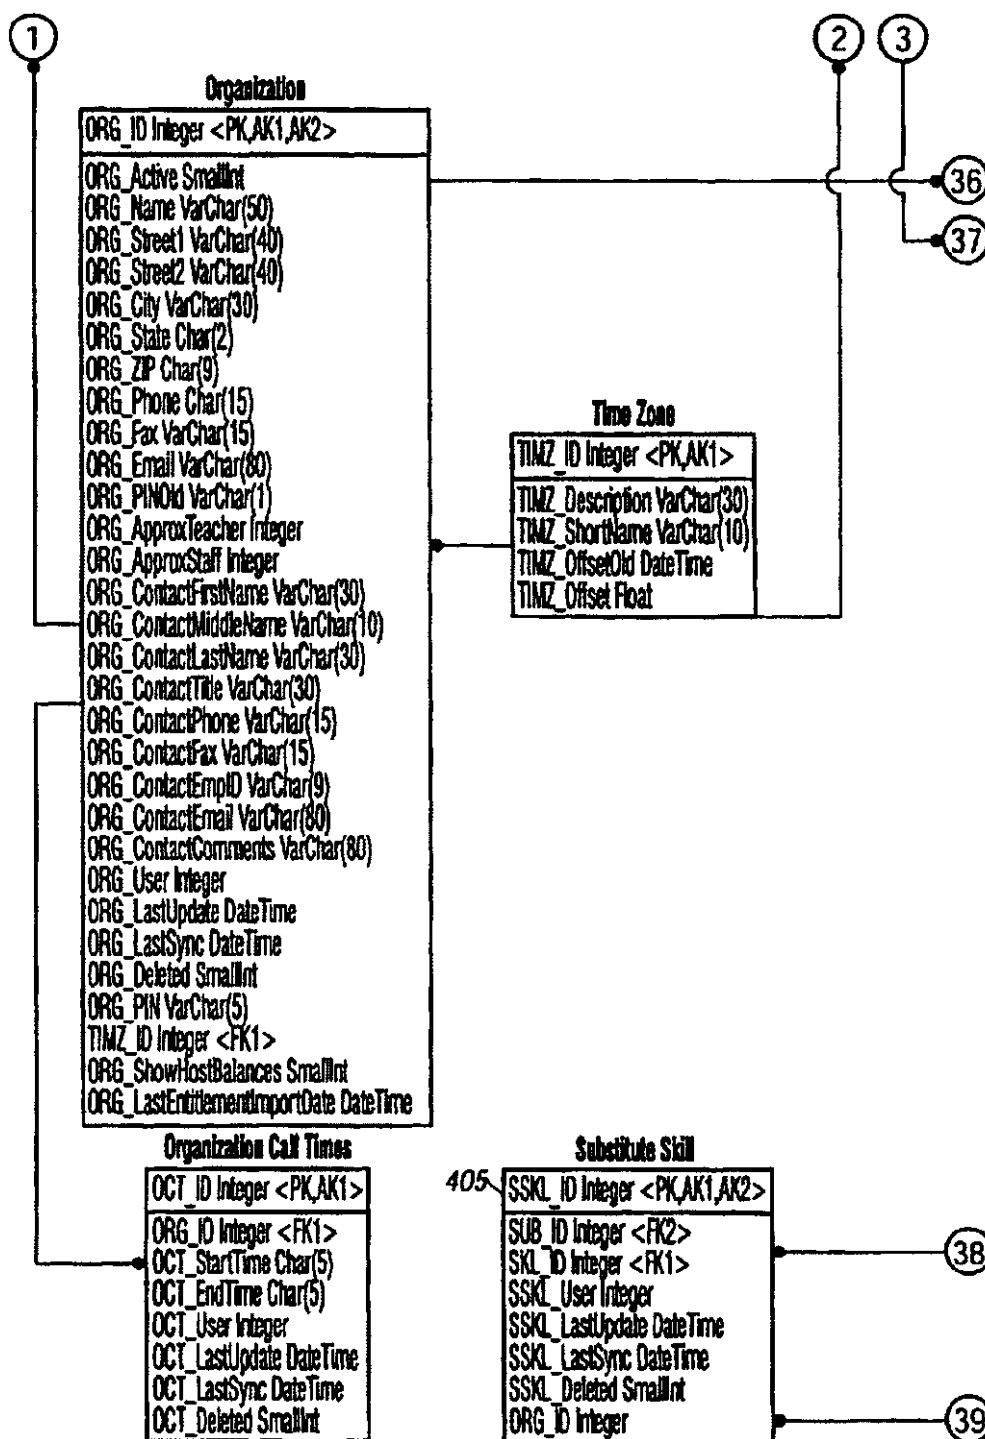 1
2
3
Organization
ORG_ID Integer <PK,AK1,AK2>
ORG_Active SmallInt
ORG_Name VarChar(50)
ORG_Street1 VarChar(40)
ORG_Street2 VarChar(40)
ORG_City VarChar(30)
ORG_State Char(2)
ORG_ZIP Char(9)
ORG_Phone Char(15)
ORG_Fax VarChar(15)
ORG_Email VarChar(80)
ORG_PINOld VarChar(1)
ORG_ApproxTeacher Integer
ORG_ApproxStaff Integer
ORG_ContactFirstName VarChar(30)
ORG_ContactMiddleName VarChar(10)
ORG_ContactLastName VarChar(30)
ORG_ContactTitle VarChar(30)
ORG_ContactPhone VarChar(15)
ORG_ContactFax VarChar(15)
ORG_ContactEmpID VarChar(9)
ORG_ContactEmail VarChar(80)
ORG_ContactComments VarChar(80)
ORG_User Integer
ORG_LastUpdate DateTime
ORG_LastSync DateTime
ORG_Deleted SmallInt
ORG_PIN VarChar(5)
TIMZ_ID Integer <FK1>
ORG_ShowHostBalances SmallInt
ORG_LastEntitlementImportDate DateTime
36
37
Time Zone
TIMZ_ID Integer <PK,AK1>
TIMZ_Description VarChar(30)
TIMZ_ShortName VarChar(10)
TIMZ_OffsetOld DateTime
TIMZ_Offset Float
Organization Call Times
OCT_ID Integer <PK,AK1>
ORG_ID Integer <FK1>
OCT_StartTime Char(5)
OCT_EndTime Char(5)
OCT_User Integer
OCT_LastUpdate DateTime
OCT_LastSync DateTime
OCT_Deleted SmallInt
Substitute Skill
405
SSKL_ID Integer <PK,AK1,AK2>
SUB_ID Integer <FK2>
SKL_ID Integer <FK1>
SSKL_User Integer
SSKL_LastUpdate DateTime
SSKL_LastSync DateTime
SSKL_Deleted SmallInt
ORG_ID Integer
38
39